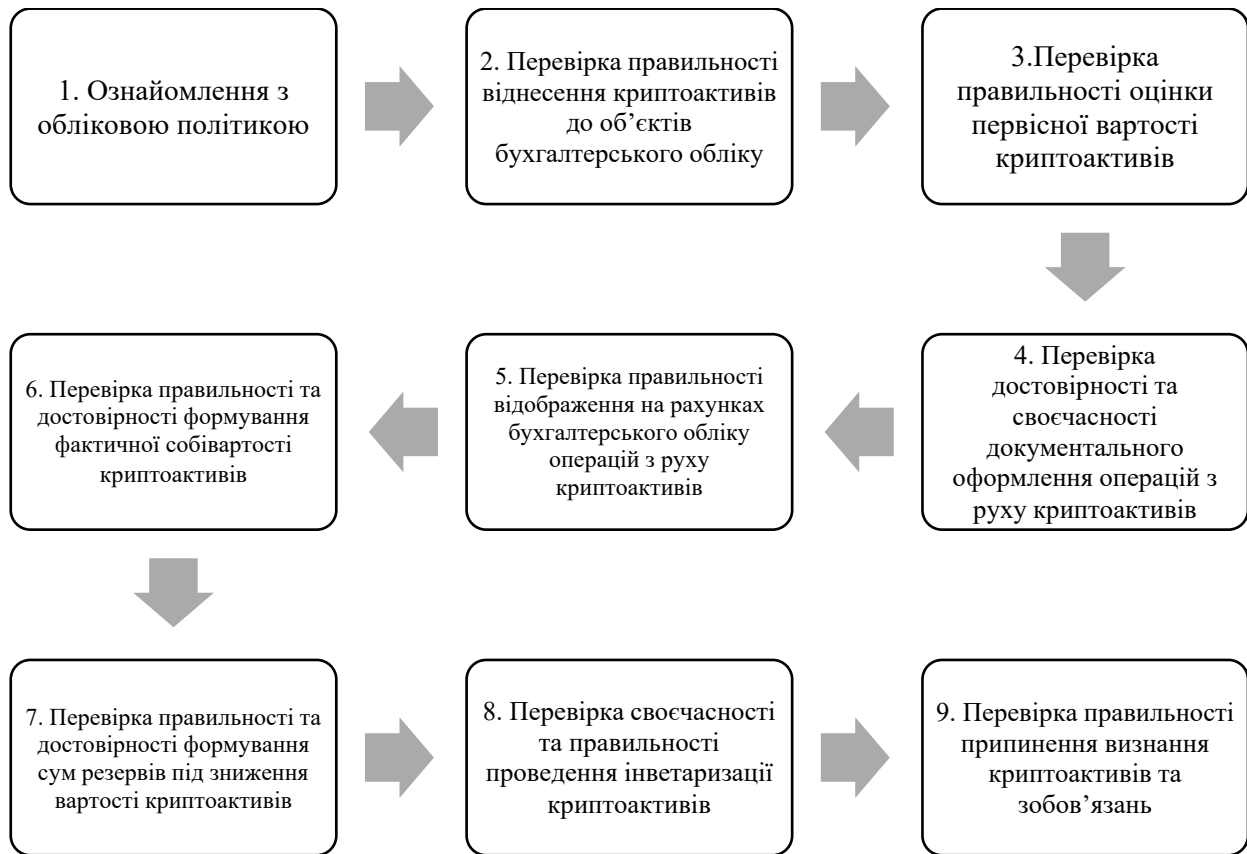 1. Ознайомлення з
обліковою політикою
2. Перевірка правильності
віднесення криптоактивів
до об’єктів
бухгалтерського обліку
3.Перевірка
правильності оцінки
первісної вартості
криптоактивів
4. Перевірка
достовірності та
своєчасності
документального
оформлення операцій з
руху криптоактивів
5. Перевірка правильності
відображення на рахунках
бухгалтерського обліку
операцій з руху
криптоактивів
6. Перевірка правильності та
достовірності формування
фактичної собівартості
криптоактивів
7. Перевірка правильності та
достовірності формування
сум резервів під зниження
вартості криптоактивів
8. Перевірка своєчасності
та правильності
проведення інветаризації
криптоактивів
9. Перевірка правильності
припинення визнання
криптоактивів та
зобов’язань